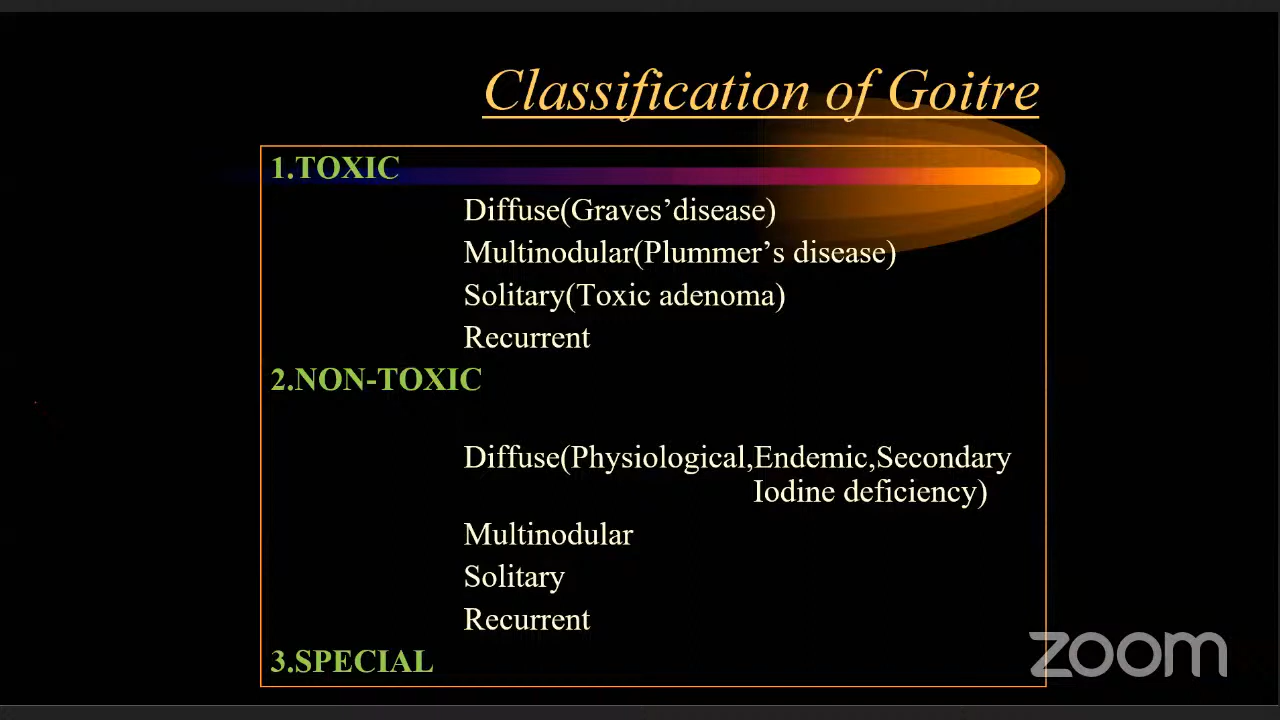 Classification of Goitre
1.TOXIC
Diffuse(Graves’disease)
Multinodular(Plummer’s disease)
Solitary(Toxic adenoma)
Recurrent
2.NON-TOXIC
Diffuse(Physiological,Endemic,Secondary
Iodine deficiency)
Multinodular
Solitary
Recurrent
3.SPECIAL
zoom